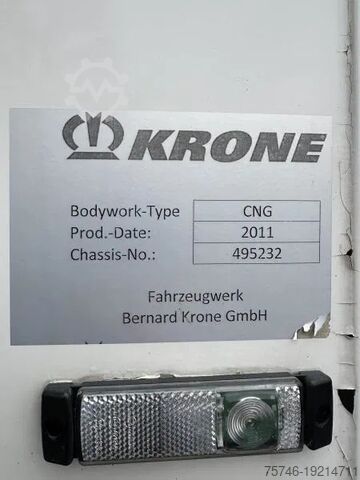 KRONE
Bodywork-Type CNG
Prod.-Date: 2011
Chassis-No.: 495232
Fahrzeugwerk
Bernard Krone GmbH
75746-19214711